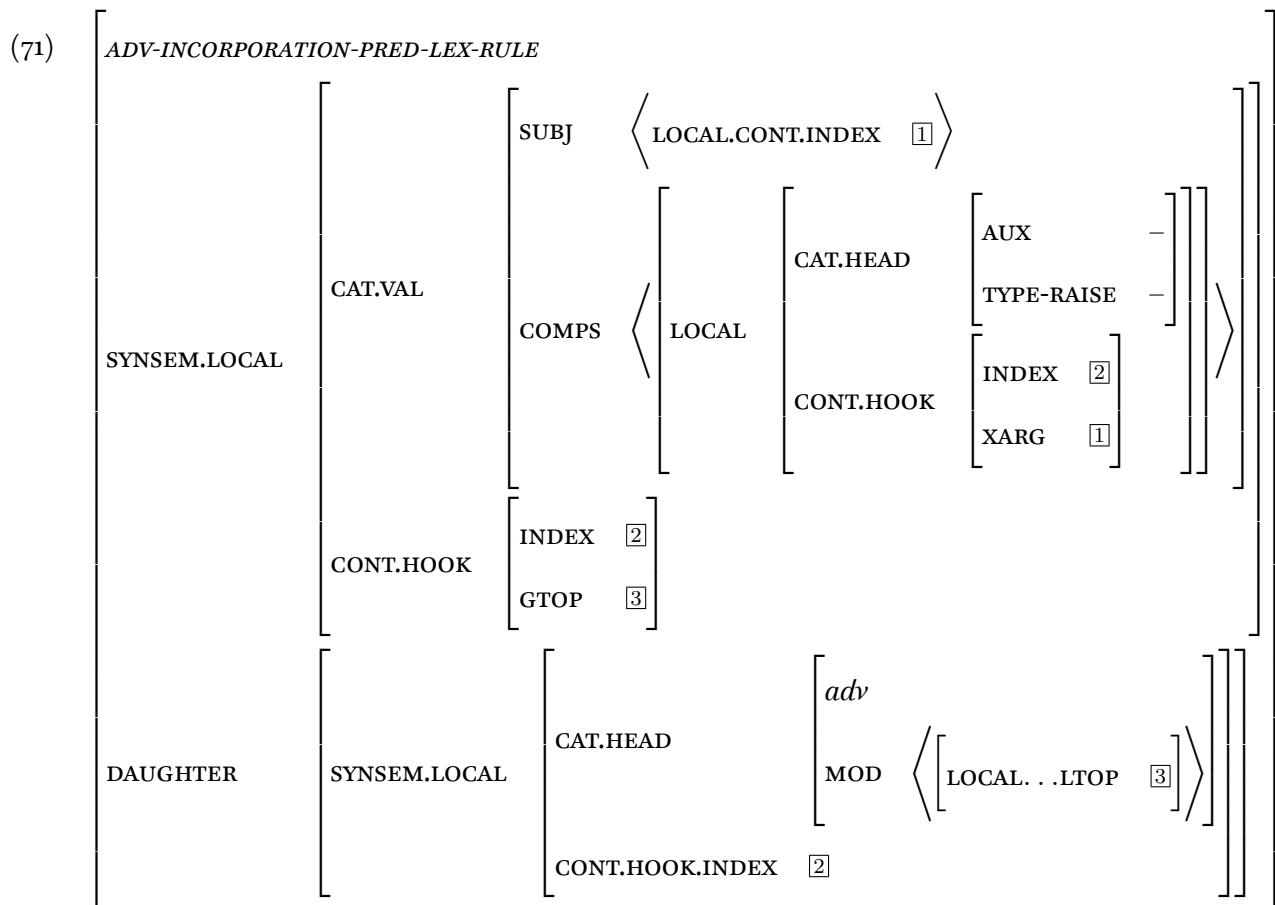 (71)
ADV-INCORPORATION-PRED-LEX-RULE
SUBJ ⟨LOCAL.CONT.INDEX 1⟩
AUX –
CAT.HEAD
CAT.VAL
TYPE-RAISE –
COMPS LOCAL
SYNSEM.LOCAL
INDEX 2
CONT.HOOK
XARG 1
INDEX 2
CONT.HOOK
GTOP 3
adv
CAT.HEAD
DAUGHTER SYNSEM.LOCAL MOD ⟨[LOCAL. . .LTOP 3]⟩
CONT.HOOK.INDEX 2